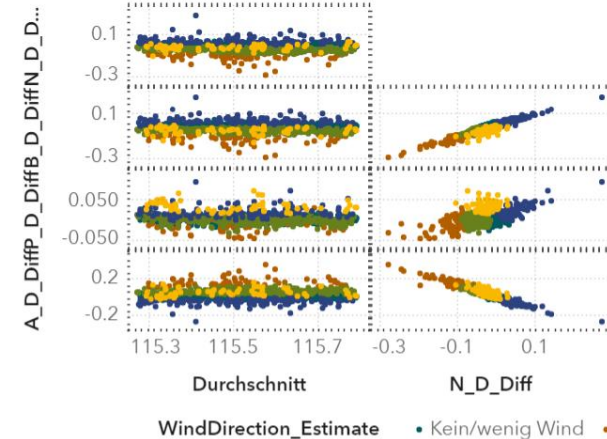 A_D_DiffP_D_DiffB_D_DiffN_D_D...
0.1
-0.3
0.1
-0.3
0.050
-0.050
0.2
-0.2
115.3 115.5 115.7 -0.3 -0.1 0.1
Durchschnitt N_D_Diff
WindDirection_Estimate Kein/wenig Wind